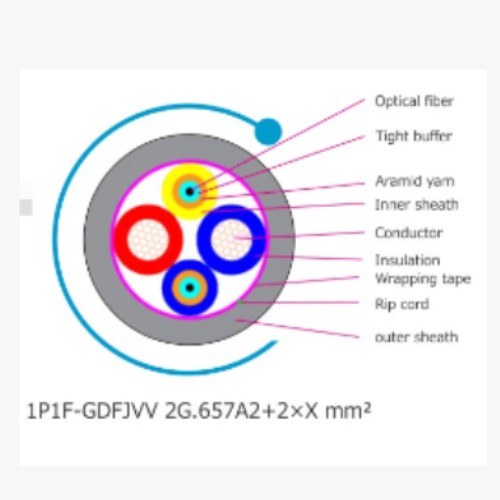 Optical fiber
Tight buffer
Aramid yam
Inner sheath
Conductor
Insulation
Wrapping tape
Rip cord
outer sheath
1P1F-GDFJVV 2G.657A2+2×X mm²